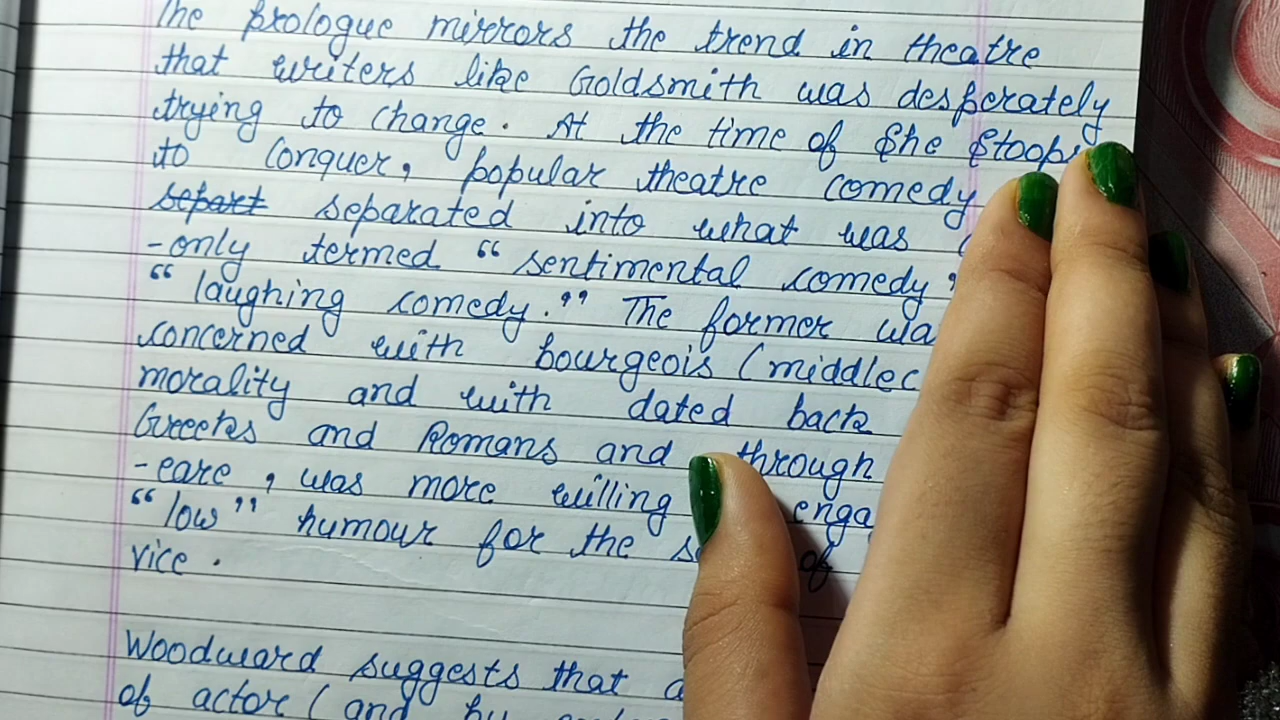 The prologue mirrors the trend in theatre
that writers like Goldsmith was desperately
trying to change. At the time of She Stoops
to Conquer, popular theatre comedy
separt separated into what was
-only termed "sentimental comedy"
"laughing comedy." The former wa
concerned with bourgeois (middlec
morality and with dated back
Greeks and Romans and through
-eare, was more willing enga
"low" humour for the of
vice.
Woodward suggests that
of actor (and by